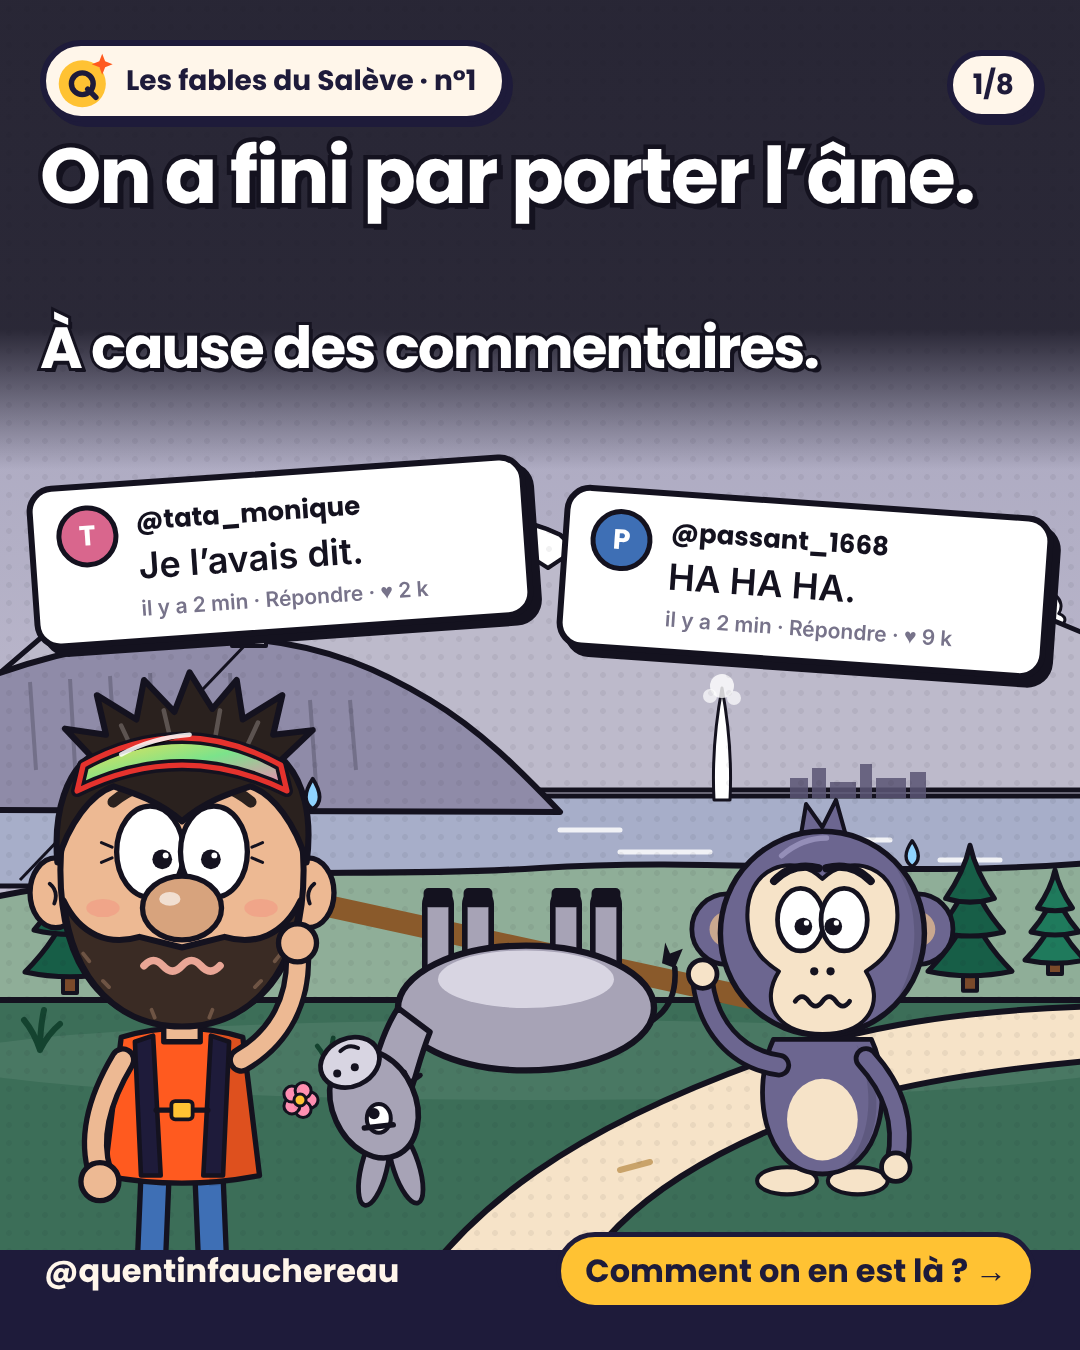 Q
Les fables du Salève · n°1
1/8
On a fini par porter l’âne.
À cause des commentaires.
T
@tata_monique
Je l’avais dit.
il y a 2 min · Répondre · ♥ 2 k
P
@passant_1668
HA HA HA.
il y a 2 min · Répondre · ♥ 9 k
@quentinfauchereau
Comment on en est là ? →